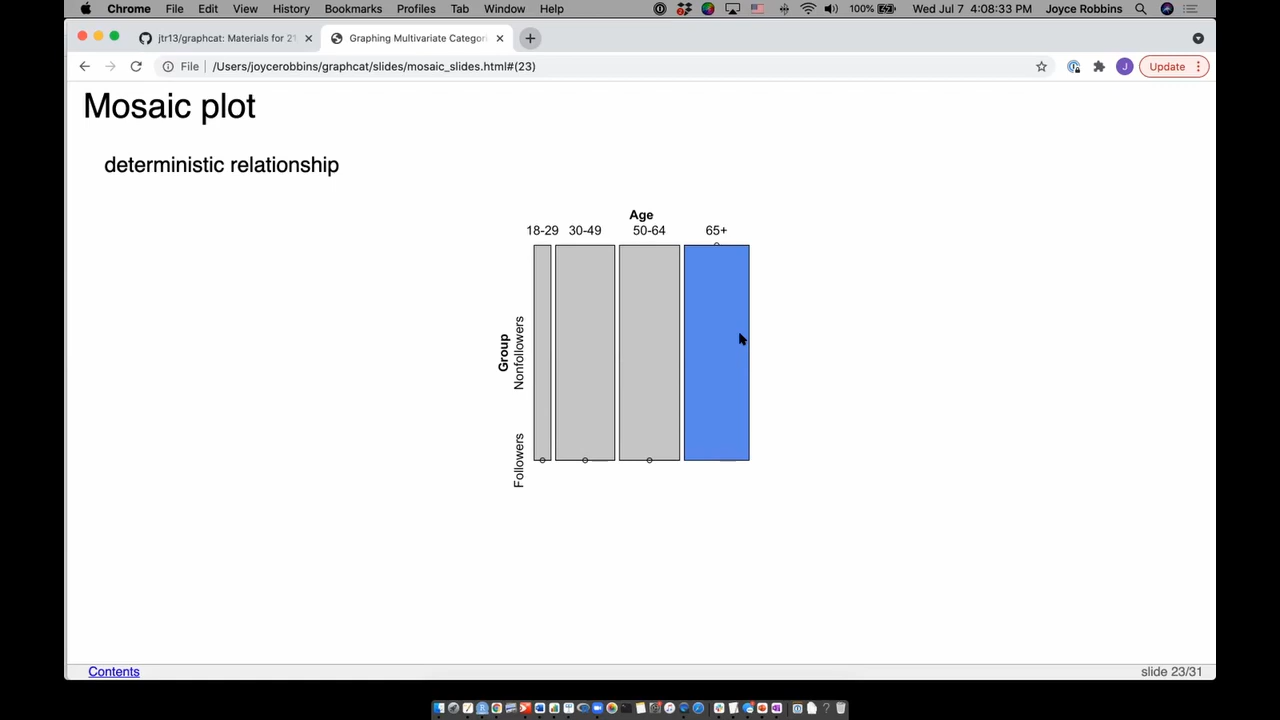 Chrome File Edit View History Bookmarks Profiles Tab Window Help 100% Wed Jul 7 4:08:33 PM Joyce Robbins
jtr13/graphcat: Materials for 21 Graphing Multivariate Categori
File /Users/joycerobbins/graphcat/slides/mosaic_slides.html#(23) J Update
Mosaic plot
deterministic relationship
Age
18-29 30-49 50-64 65+
Group
Nonfollowers
Followers
Contents slide 23/31